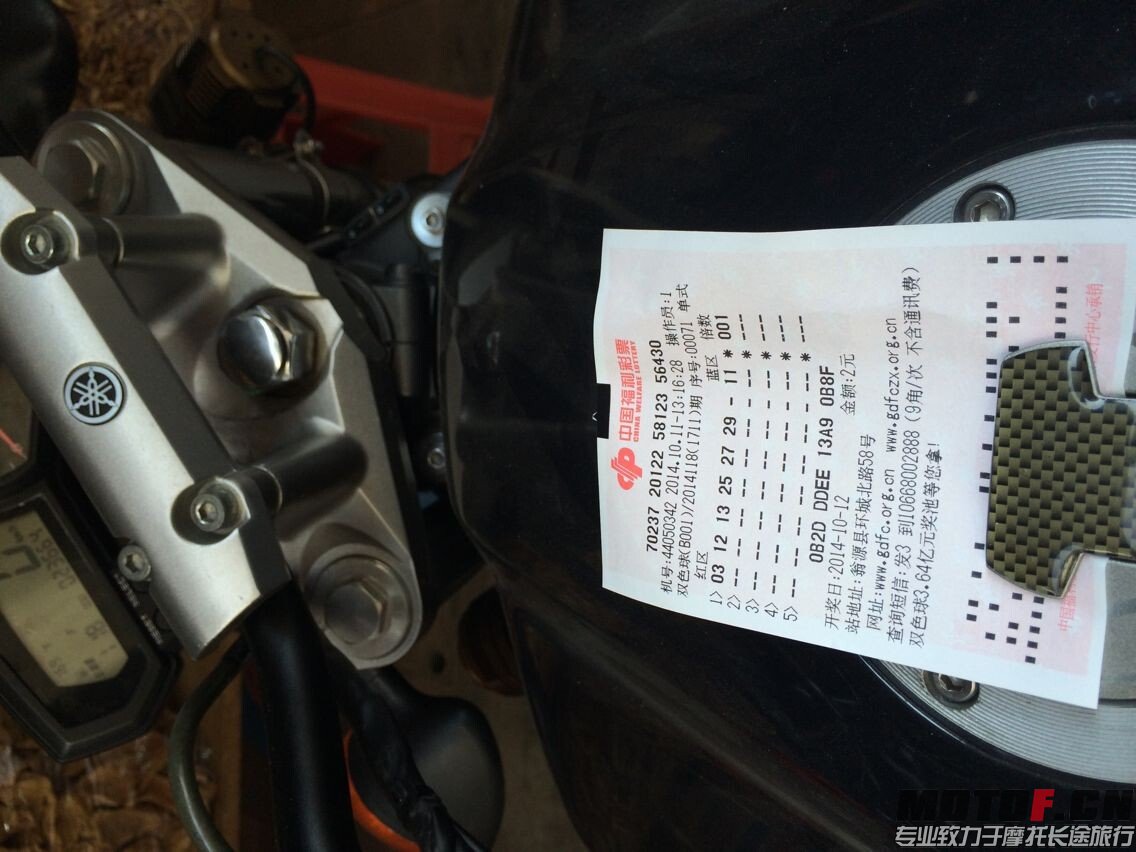 中国福利彩票
CHINA WELFARE LOTTERY
70237 20122 58123 56430
机号:44050342 2014.10.11-13:16:28 操作员:1
双色球(B001)/2014118(1711)期 序号:00071 单式
红区 蓝区 倍数
1> 03 12 13 25 27 29 - 11 * 001
2> -- -- -- -- -- -- - -- * ---
3> -- -- -- -- -- -- - -- * ---
4> -- -- -- -- -- -- - -- * ---
5> -- -- -- -- -- -- - -- * ---
0B2D DDEE 13A9 0B8F
开奖日:2014-10-12 金额:2元
站地址:翁源县环城北路58号
网址:www.gdfc.org.cn www.gdfczx.org.cn
查询短信:发3 到10668002888(9角/次 不含通讯费)
双色球3.64亿元奖池等您拿!
MOTOF.CN
专业致力于摩托长途旅行